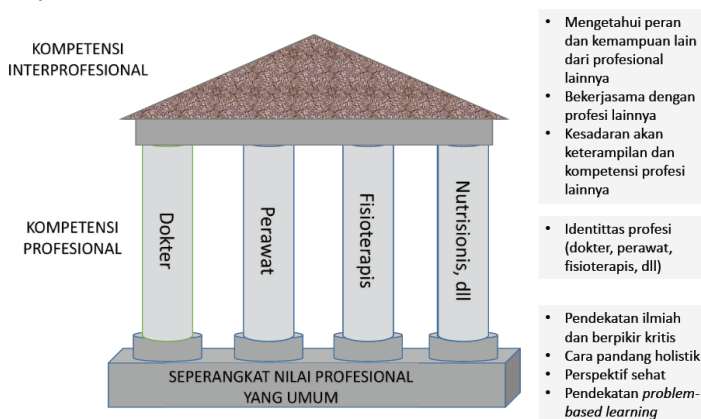 KOMPETENSI
INTERPROFESIONAL
• Mengetahui peran
dan kemampuan lain
dari profesional
lainnya
• Bekerjasama dengan
profesi lainnya
• Kesadaran akan
keterampilan dan
kompetensi profesi
lainnya
KOMPETENSI
PROFESIONAL
Dokter
Perawat
Fisioterapis
Nutrisionis, dll
• Identittas profesi
(dokter, perawat,
fisioterapis, dll)
SEPERANGKAT NILAI PROFESIONAL
YANG UMUM
• Pendekatan ilmiah
dan berpikir kritis
• Cara pandang holistik
• Perspektif sehat
• Pendekatan problem-
based learning